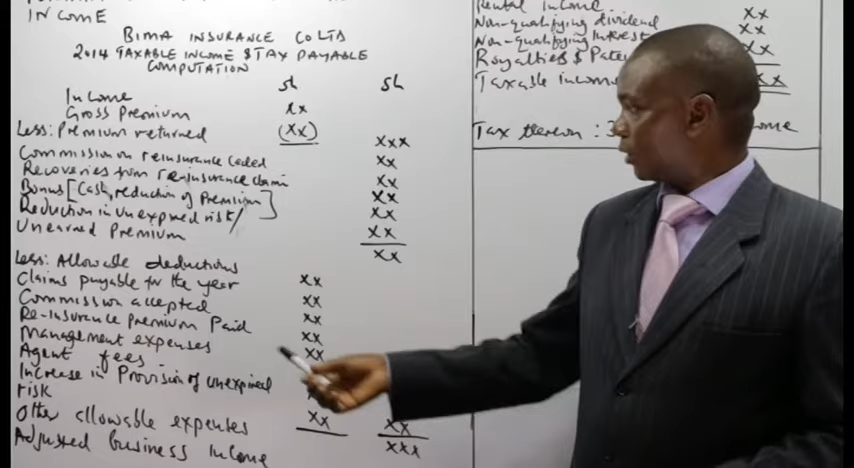 INCOME
BIMA INSURANCE CO LTD
2014 TAXABLE INCOME & TAX PAYABLE
COMPUTATION
sh sh
Income
Gross Premium xx
Less: Premium returned (xx)
xxx
Commission on reinsurance ceded xx
Recoveries from reinsurance claim xx
Bonus [Cash, reduction of Premium] xx
Reduction in Unexpired risk/ xx
Unearned Premium xx
xx
Less: Allowable deductions
Claims payable for the year xx
Commission accepted xx
Re-insurance Premium Paid xx
Management expenses xx
Agent fees xx
Increase in Provision of unexpired
risk
Other allowable expenses xx xx
Adjusted business income xxx
Rental Income xx
Non-qualifying dividend xx
Non-qualifying Interest xx
Royalties &
Taxable income xx
Tax thereon : 3